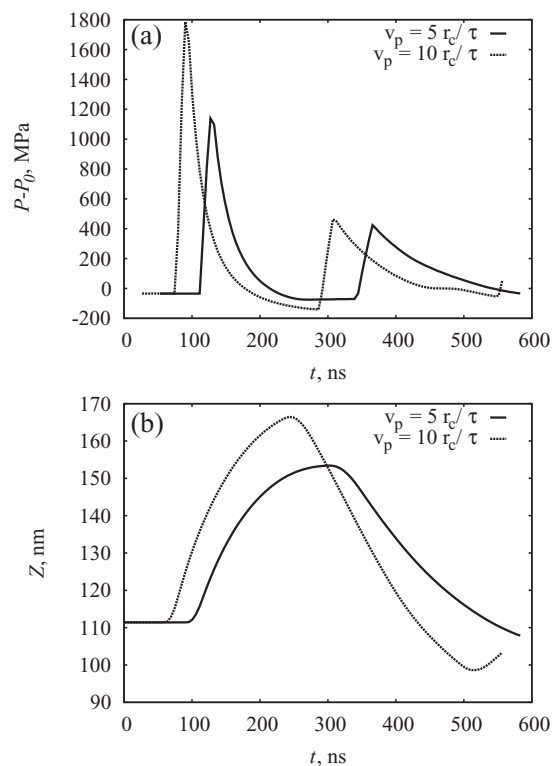 (a)
v_p = 5 r_c/ τ
v_p = 10 r_c/ τ
P-P_0, MPa
1800
1600
1400
1200
1000
800
600
400
200
0
-200
0 100 200 300 400 500 600
t, ns
(b)
v_p = 5 r_c/ τ
v_p = 10 r_c/ τ
Z, nm
170
160
150
140
130
120
110
100
90
0 100 200 300 400 500 600
t, ns